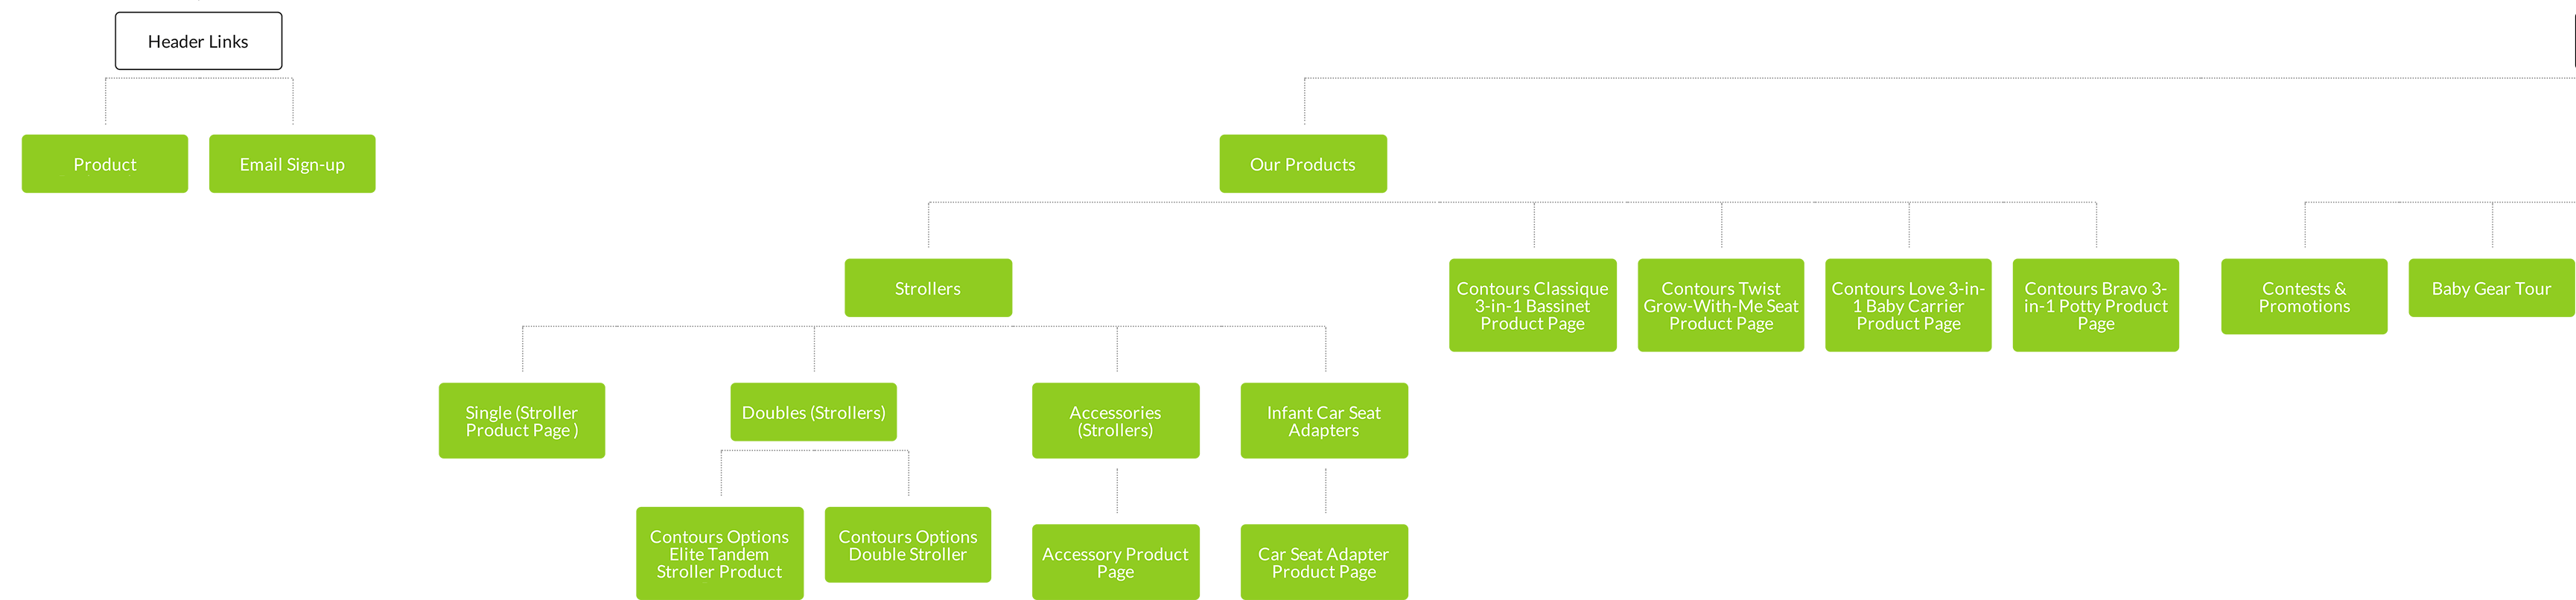 Header Links
Product
Email Sign-up
Our Products
Strollers
Contours Classique
3-in-1 Bassinet
Product Page
Contours Twist
Grow-With-Me Seat
Product Page
Contours Love 3-in-
1 Baby Carrier
Product Page
Contours Bravo 3-
in-1 Potty Product
Page
Contests &
Promotions
Baby Gear Tour
Single (Stroller
Product Page )
Doubles (Strollers)
Accessories
(Strollers)
Infant Car Seat
Adapters
Contours Options
Elite Tandem
Stroller Product
Contours Options
Double Stroller
Accessory Product
Page
Car Seat Adapter
Product Page